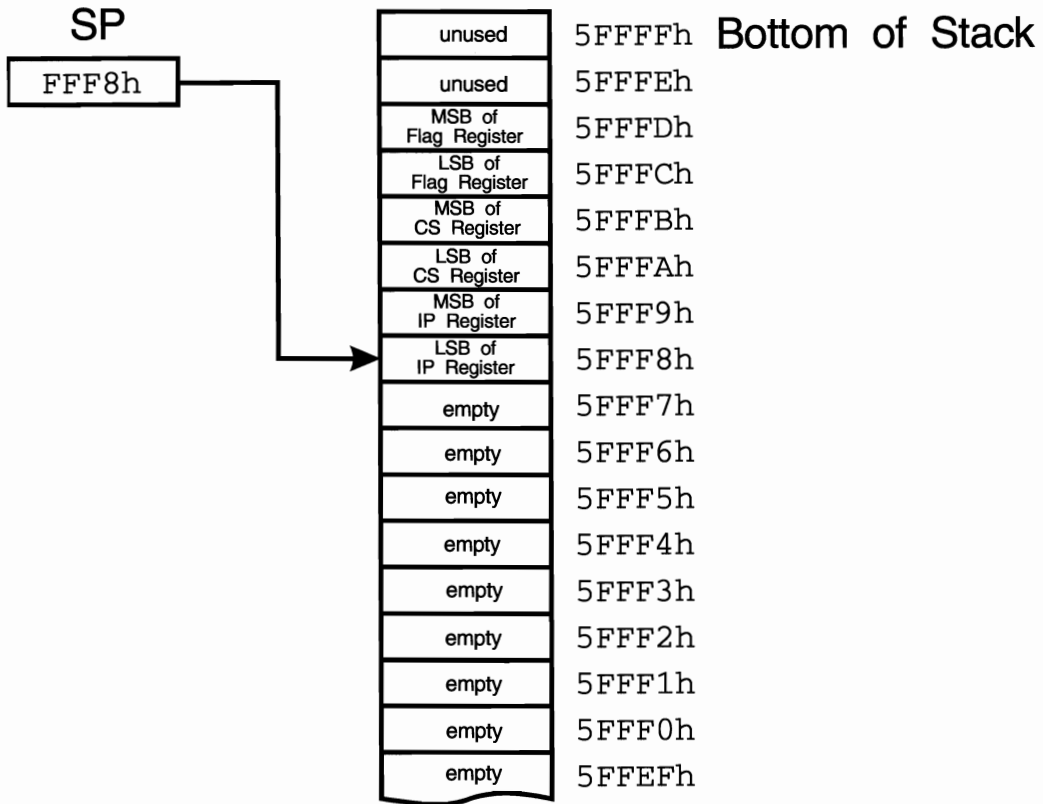 SP
FFF8h
unused 5FFFFh Bottom of Stack
unused 5FFFEh
MSB of
Flag Register 5FFFDh
LSB of
Flag Register 5FFFCh
MSB of
CS Register 5FFFBh
LSB of
CS Register 5FFFAh
MSB of
IP Register 5FFF9h
LSB of
IP Register 5FFF8h
empty 5FFF7h
empty 5FFF6h
empty 5FFF5h
empty 5FFF4h
empty 5FFF3h
empty 5FFF2h
empty 5FFF1h
empty 5FFF0h
empty 5FFEFh